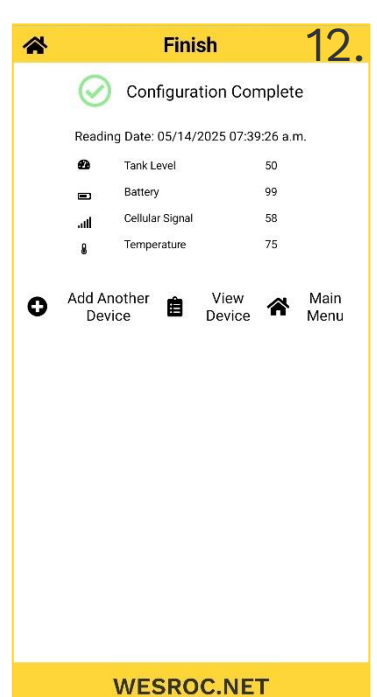 Finish 12.
Configuration Complete
Reading Date: 05/14/2025 07:39:26 a.m.
Tank Level 50
Battery 99
Cellular Signal 58
Temperature 75
Add Another Device
View Device
Main Menu
WESROC.NET